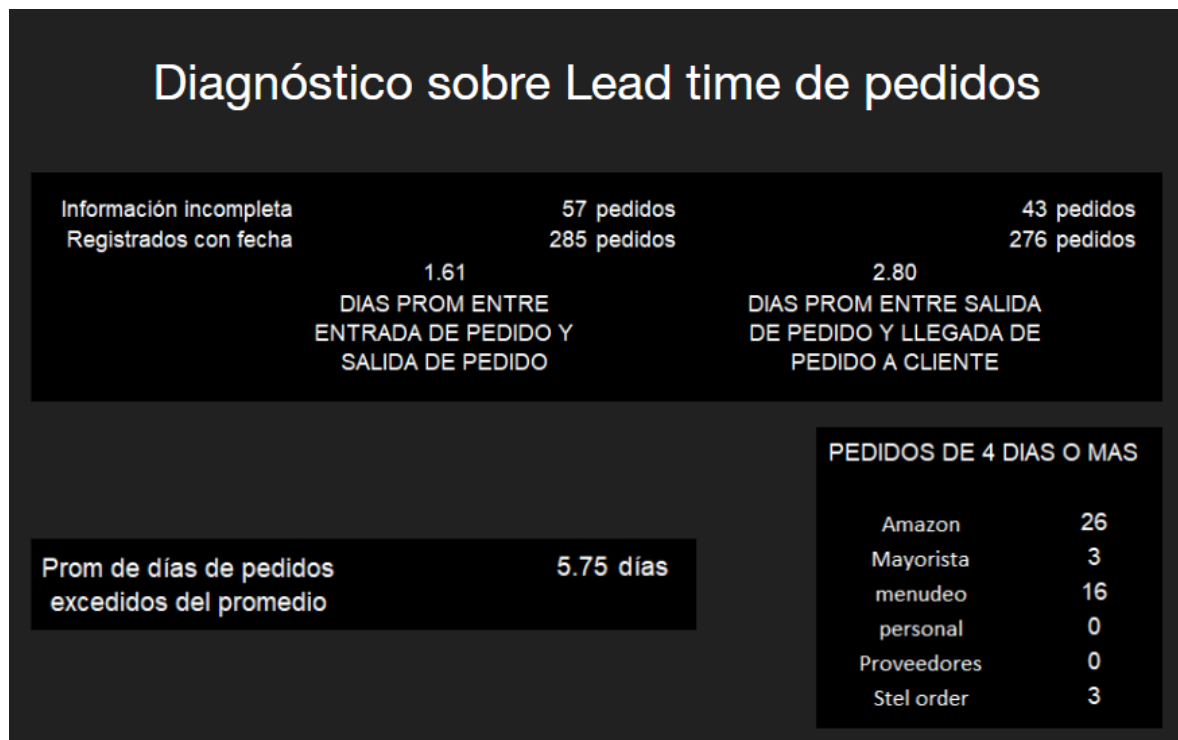 Diagnóstico sobre Lead time de pedidos
Información incompleta 57 pedidos 43 pedidos
Registrados con fecha 285 pedidos 276 pedidos
1.61 2.80
DIAS PROM ENTRE DIAS PROM ENTRE SALIDA
ENTRADA DE PEDIDO Y DE PEDIDO Y LLEGADA DE
SALIDA DE PEDIDO PEDIDO A CLIENTE
PEDIDOS DE 4 DIAS O MAS
Amazon 26
Mayorista 3
menudeo 16
personal 0
Proveedores 0
Stel order 3
Prom de días de pedidos 5.75 días
excedidos del promedio